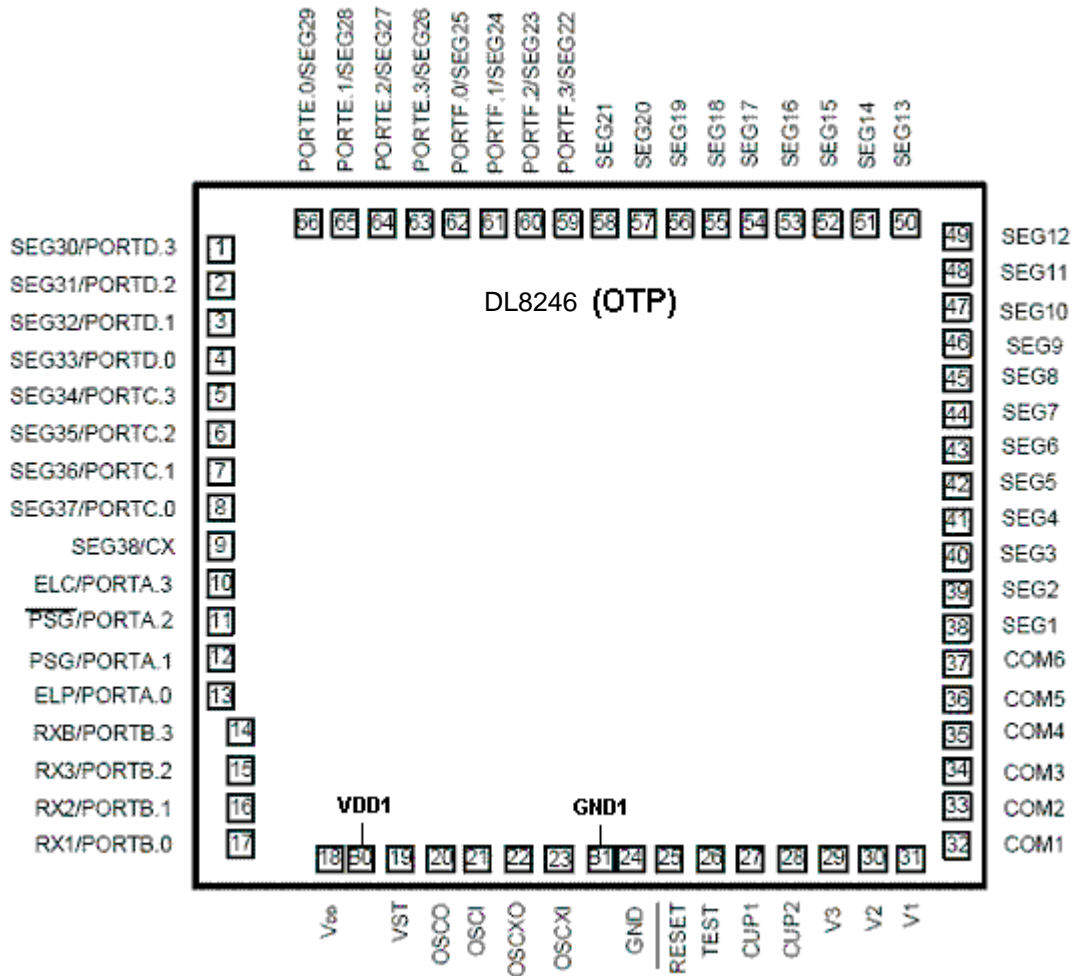 PORTE.0/SEG29
PORTE.1/SEG28
PORTE.2/SEG27
PORTE.3/SEG26
PORTF.0/SEG25
PORTF.1/SEG24
PORTF.2/SEG23
PORTF.3/SEG22
SEG21
SEG20
SEG19
SEG18
SEG17
SEG16
SEG15
SEG14
SEG13
66 65 64 63 62 61 60 59 58 57 56 55 54 53 52 51 50
DL8246 (OTP)
SEG30/PORTD.3 1
SEG31/PORTD.2 2
SEG32/PORTD.1 3
SEG33/PORTD.0 4
SEG34/PORTC.3 5
SEG35/PORTC.2 6
SEG36/PORTC.1 7
SEG37/PORTC.0 8
SEG38/CX 9
ELC/PORTA.3 10
PSG/PORTA.2 11
PSG/PORTA.1 12
ELP/PORTA.0 13
RXB/PORTB.3 14
RX3/PORTB.2 15
RX2/PORTB.1 16
RX1/PORTB.0 17
49 SEG12
48 SEG11
47 SEG10
46 SEG9
45 SEG8
44 SEG7
43 SEG6
42 SEG5
41 SEG4
40 SEG3
39 SEG2
38 SEG1
37 COM6
36 COM5
35 COM4
34 COM3
33 COM2
32 COM1
VDD1
GND1
18 B0 19 20 21 22 23 B1 24 25 26 27 28 29 30 31
VST
OSCO
OSCI
OSCXO
OSCXI
GND
RESET
TEST
CUP1
CUP2
V3
V2
V1